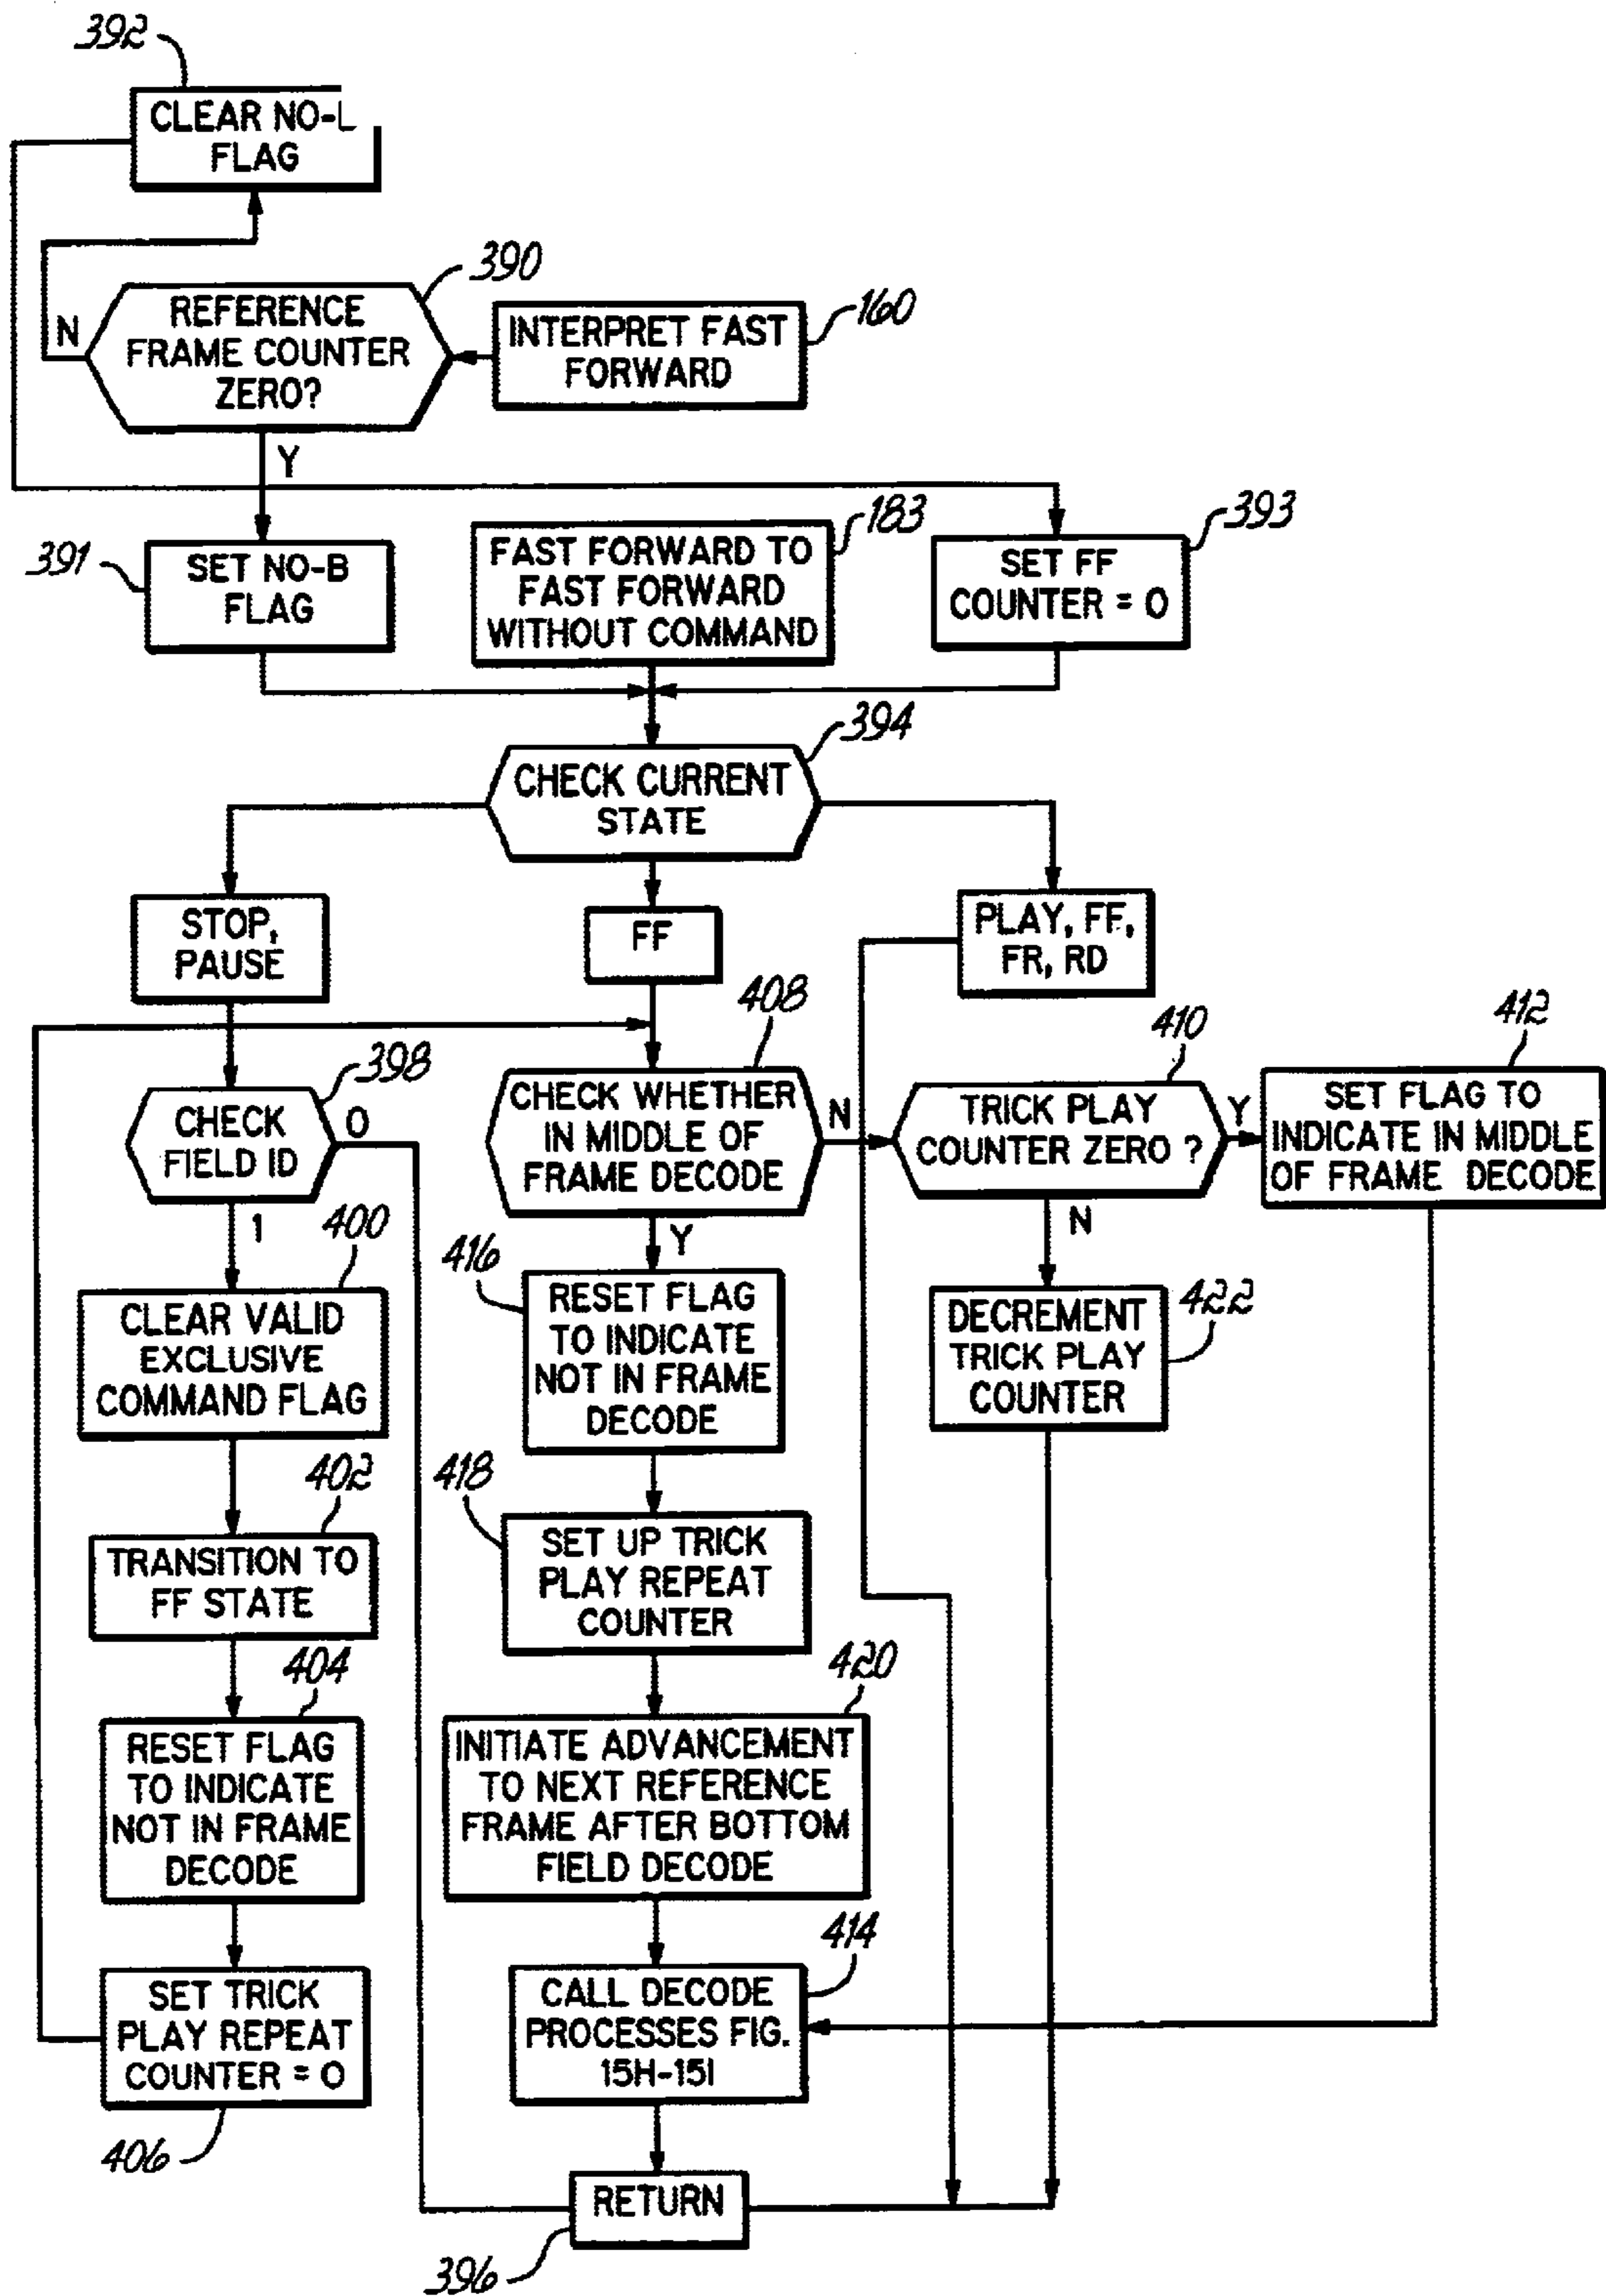 392
CLEAR NO-L
FLAG
390
REFERENCE
FRAME COUNTER
ZERO?
N
Y
INTERPRET FAST
FORWARD
160
391
SET NO-B
FLAG
FAST FORWARD TO
FAST FORWARD
WITHOUT COMMAND
183
SET FF
COUNTER = 0
393
394
CHECK CURRENT
STATE
STOP,
PAUSE
FF
PLAY, FF,
FR, RD
398
CHECK
FIELD ID
0
1
408
CHECK WHETHER
IN MIDDLE OF
FRAME DECODE
N
Y
410
TRICK PLAY
COUNTER ZERO ?
Y
N
412
SET FLAG TO
INDICATE IN MIDDLE
OF FRAME DECODE
400
CLEAR VALID
EXCLUSIVE
COMMAND FLAG
416
RESET FLAG
TO INDICATE
NOT IN FRAME
DECODE
422
DECREMENT
TRICK PLAY
COUNTER
402
TRANSITION TO
FF STATE
418
SET UP TRICK
PLAY REPEAT
COUNTER
404
RESET FLAG
TO INDICATE
NOT IN FRAME
DECODE
420
INITIATE ADVANCEMENT
TO NEXT REFERENCE
FRAME AFTER BOTTOM
FIELD DECODE
406
SET TRICK
PLAY REPEAT
COUNTER = 0
414
CALL DECODE
PROCESSES FIG.
15H-15I
RETURN
396